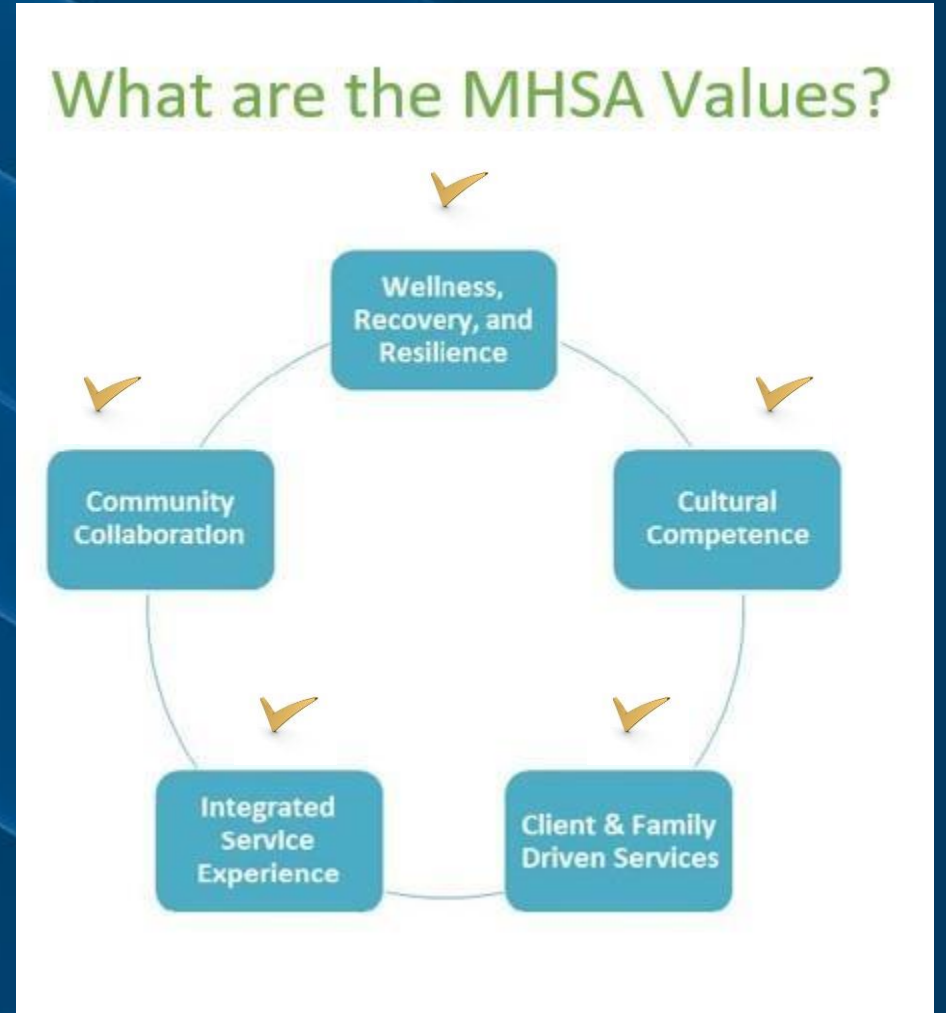 What are the MHSA Values?
Wellness,
Recovery, and
Resilience
Cultural
Competence
Client & Family
Driven Services
Integrated
Service
Experience
Community
Collaboration